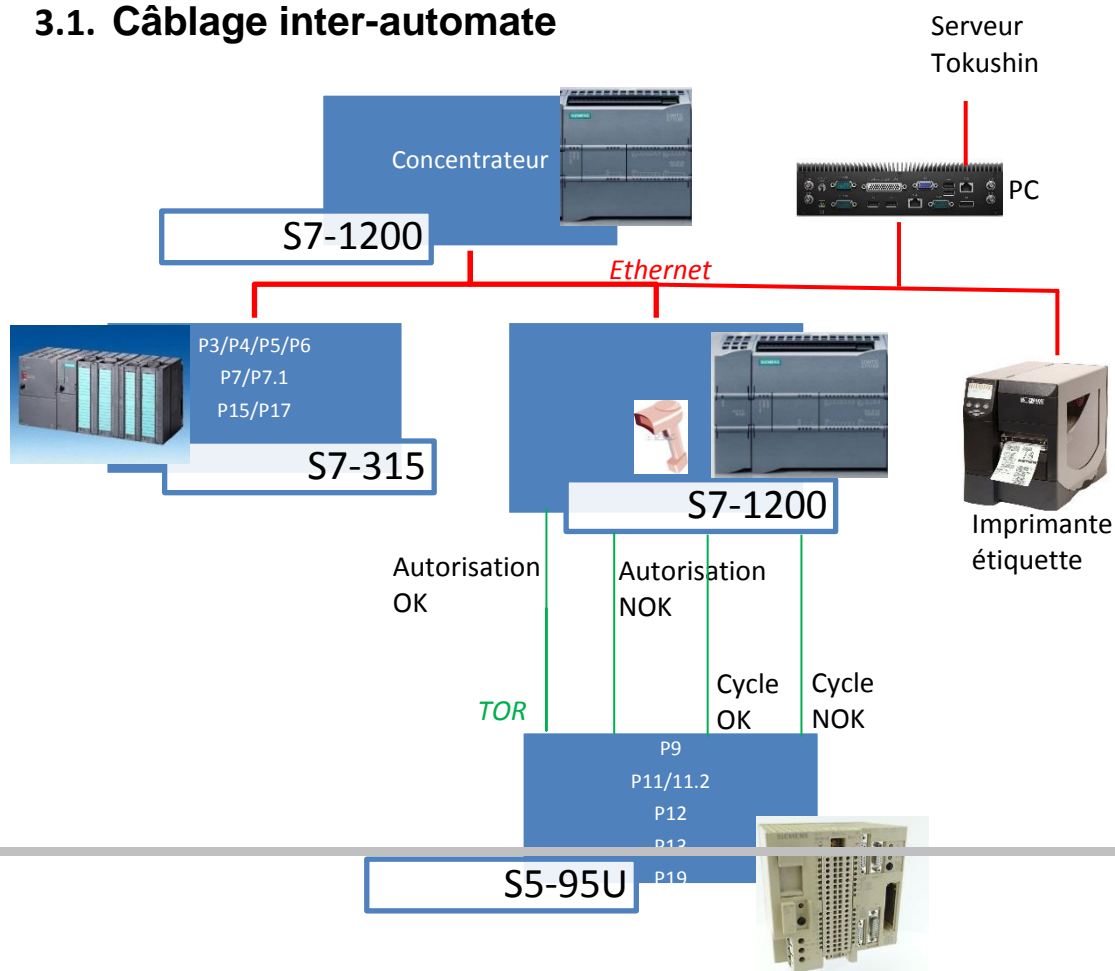 3.1. Câblage inter-automate
Serveur
Tokushin
Concentrateur
PC
S7-1200
Ethernet
P3/P4/P5/P6
P7/P7.1
P15/P17
S7-315
S7-1200
Imprimante
étiquette
Autorisation
OK
Autorisation
NOK
Cycle
OK
Cycle
NOK
TOR
P9
P11/11.2
P12
P13
P19
S5-95U
SIEMENS